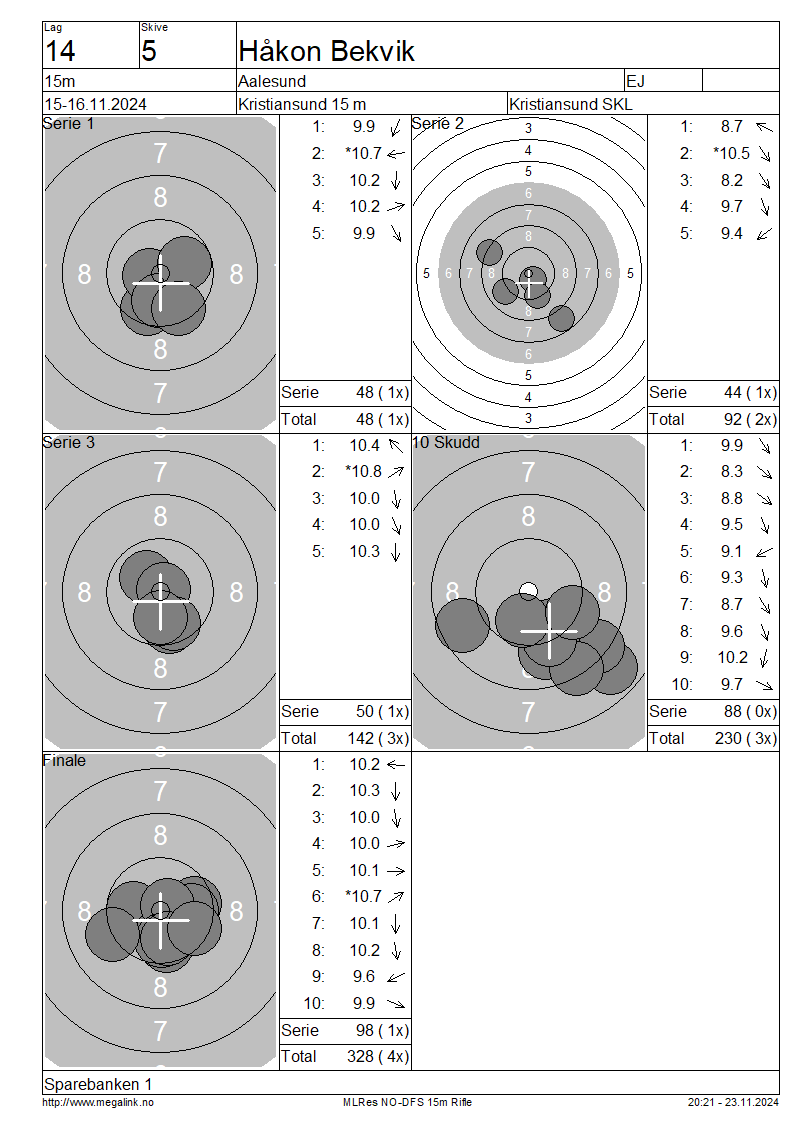 Lag
Skive
14
5
Håkon Bekvik
15m
Aalesund
EJ
15-16.11.2024
Kristiansund 15 m
Kristiansund SKL
Serie 1
7
8
8
8
8
7
1: 9.9
2: *10.7
3: 10.2
4: 10.2
5: 9.9
Serie 48 ( 1x)
Total 48 ( 1x)
Serie 2
3
4
5
6
7
8
5 6 7 8 8 7 6 5
8
7
6
5
4
3
1: 8.7
2: *10.5
3: 8.2
4: 9.7
5: 9.4
Serie 44 ( 1x)
Total 92 ( 2x)
Serie 3
7
8
8
8
8
7
1: 10.4
2: *10.8
3: 10.0
4: 10.0
5: 10.3
Serie 50 ( 1x)
Total 142 ( 3x)
10 Skudd
7
8
8
8
8
7
1: 9.9
2: 8.3
3: 8.8
4: 9.5
5: 9.1
6: 9.3
7: 8.7
8: 9.6
9: 10.2
10: 9.7
Serie 88 ( 0x)
Total 230 ( 3x)
Finale
7
8
8
8
8
7
1: 10.2
2: 10.3
3: 10.0
4: 10.0
5: 10.1
6: *10.7
7: 10.1
8: 10.2
9: 9.6
10: 9.9
Serie 98 ( 1x)
Total 328 ( 4x)
Sparebanken 1
http://www.megalink.no
MLRes NO-DFS 15m Rifle
20:21 - 23.11.2024